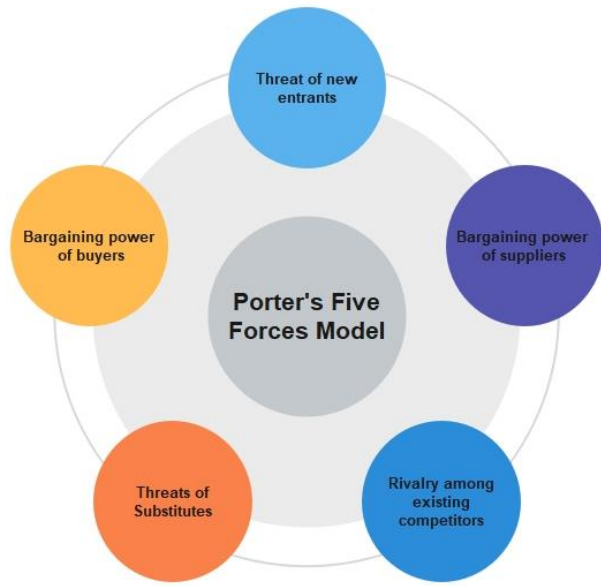 Threat of new
entrants
Bargaining power
of buyers
Bargaining power
of suppliers
Porter's Five
Forces Model
Threats of
Substitutes
Rivalry among
existing
competitors